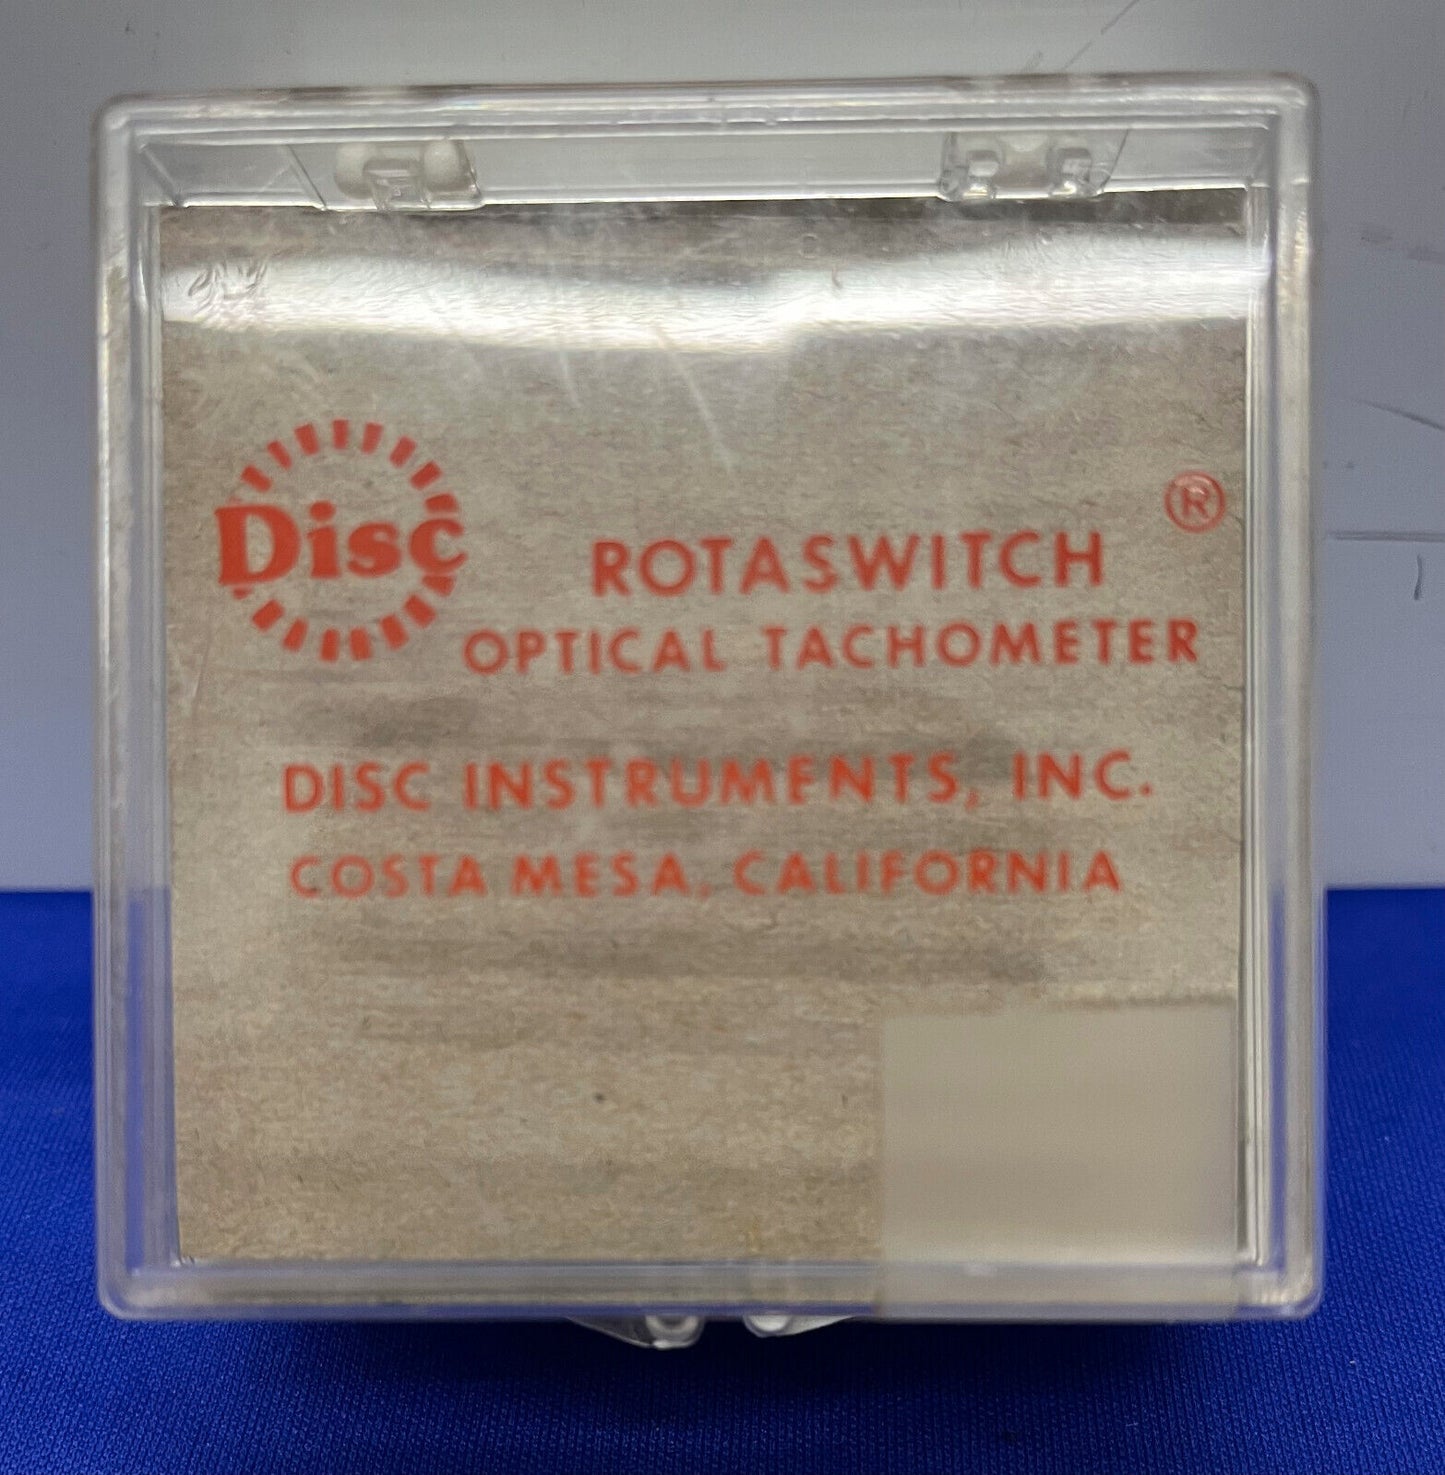 Disc
ROTASWITCH ®
OPTICAL TACHOMETER
DISC INSTRUMENTS, INC.
COSTA MESA, CALIFORNIA